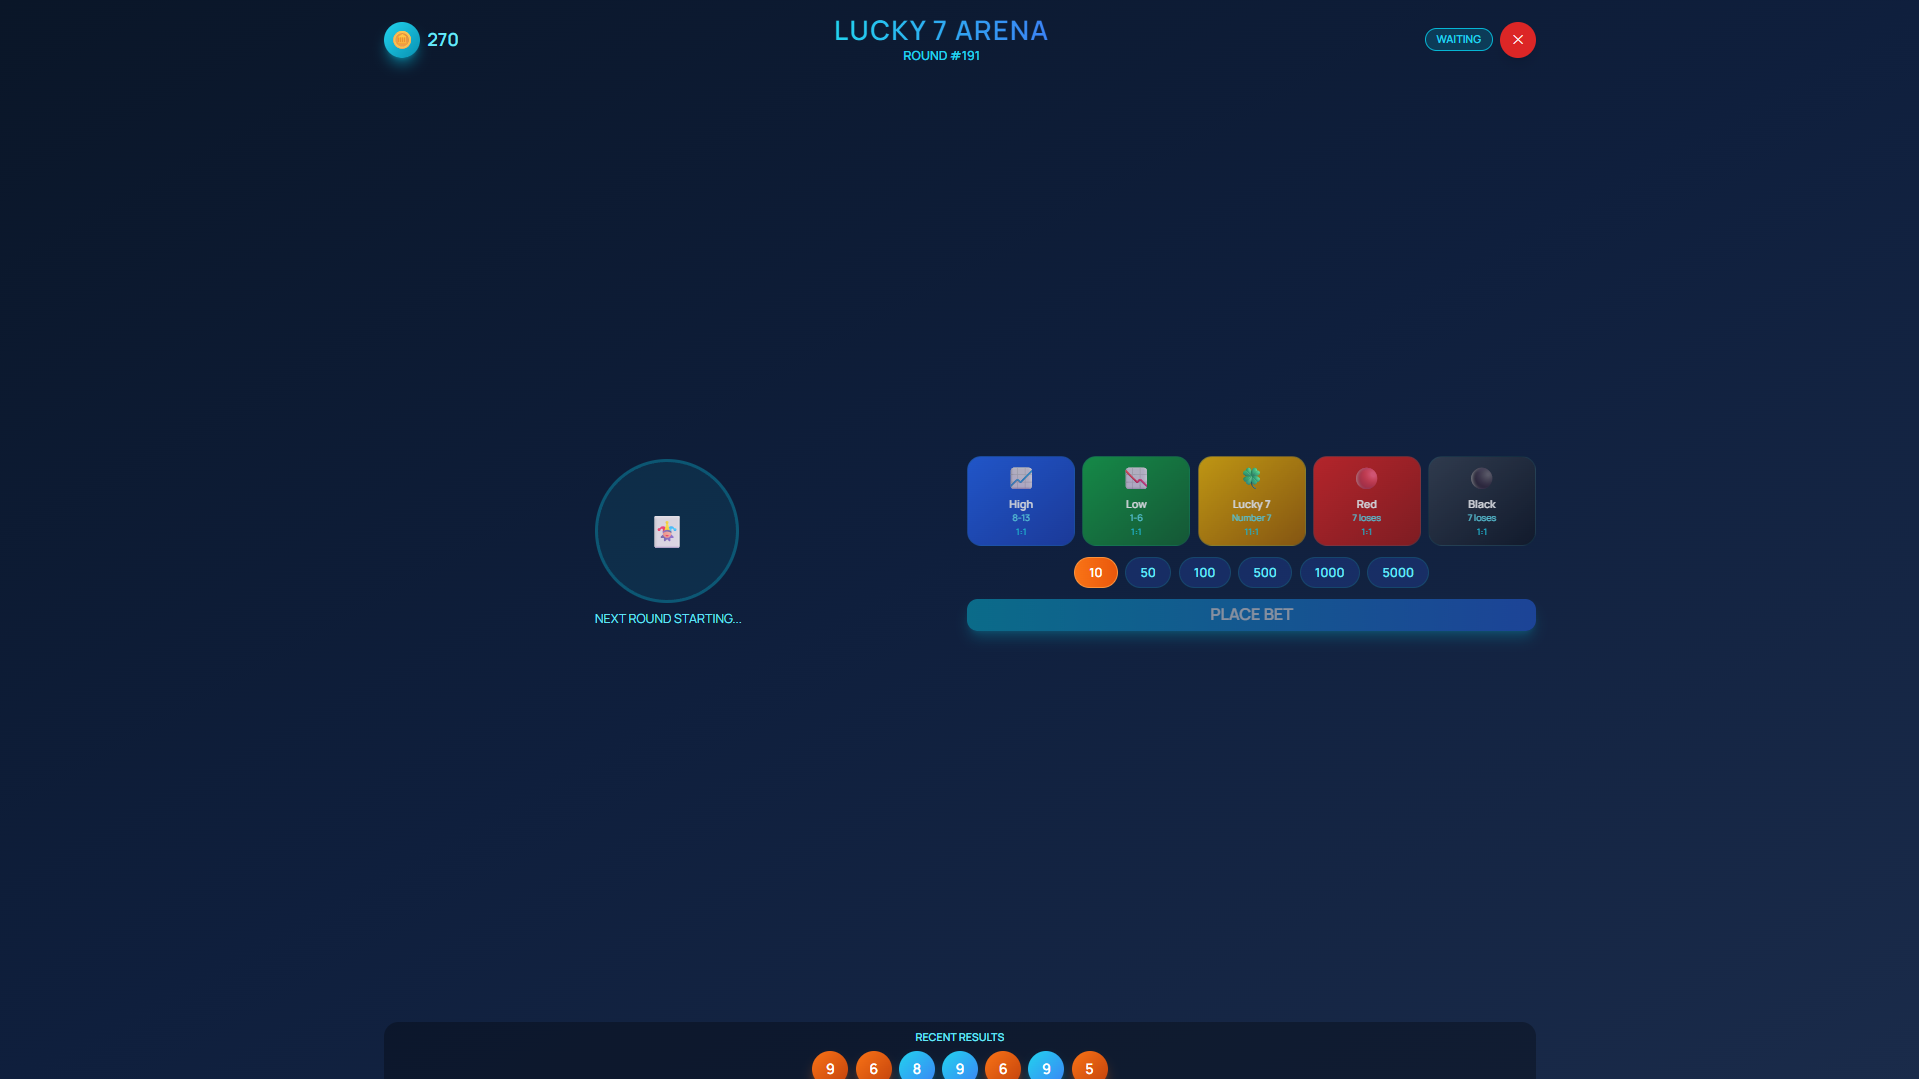 270
LUCKY 7 ARENA
ROUND #191
WAITING
High
8-13
1:1
Low
1-6
1:1
Lucky 7
Number 7
11:1
Red
7 loses
1:1
Black
7 loses
1:1
10 50 100 500 1000 5000
PLACE BET
NEXT ROUND STARTING...
RECENT RESULTS
9 6 8 9 6 9 5